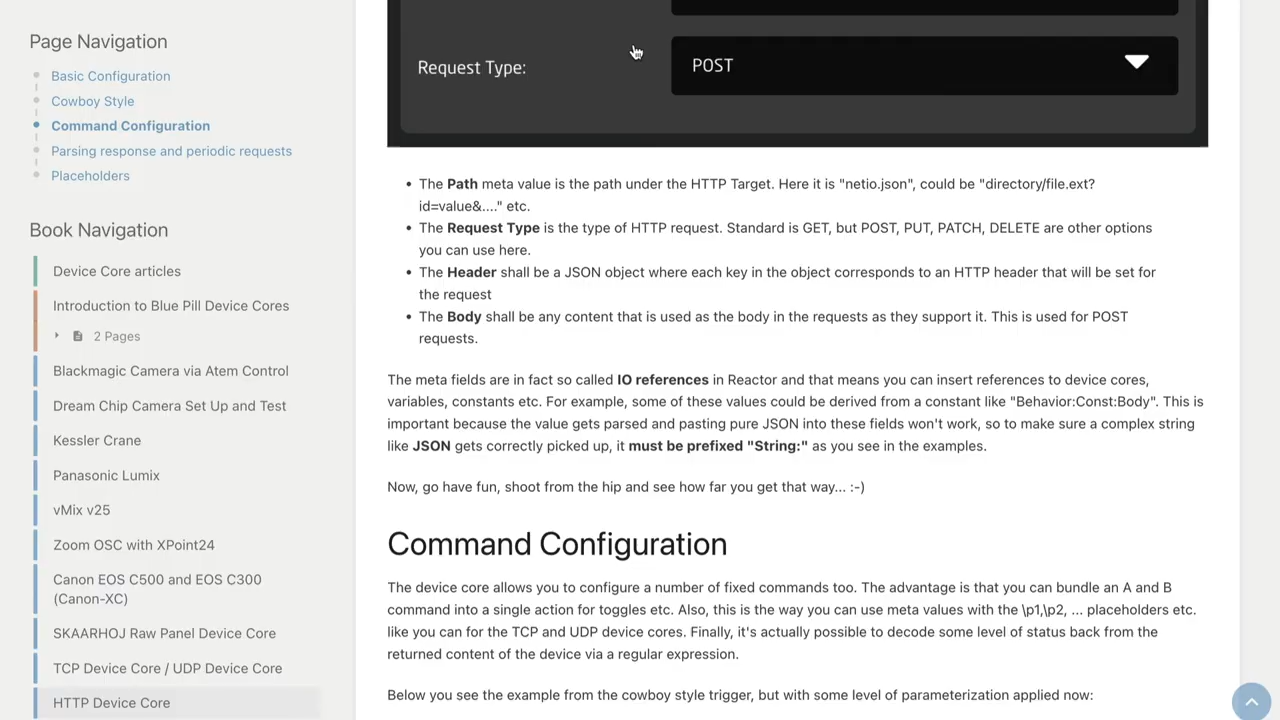 Page Navigation
Basic Configuration
Cowboy Style
Command Configuration
Parsing response and periodic requests
Placeholders
Book Navigation
Device Core articles
Introduction to Blue Pill Device Cores
2 Pages
Blackmagic Camera via Atem Control
Dream Chip Camera Set Up and Test
Kessler Crane
Panasonic Lumix
vMix v25
Zoom OSC with XPoint24
Canon EOS C500 and EOS C300
(Canon-XC)
SKAARHOJ Raw Panel Device Core
TCP Device Core / UDP Device Core
HTTP Device Core
Request Type:
POST
The Path meta value is the path under the HTTP Target. Here it is "netio.json", could be "directory/file.ext?
id=value&...." etc.
The Request Type is the type of HTTP request. Standard is GET, but POST, PUT, PATCH, DELETE are other options
you can use here.
The Header shall be a JSON object where each key in the object corresponds to an HTTP header that will be set for
the request
The Body shall be any content that is used as the body in the requests as they support it. This is used for POST
requests.
The meta fields are in fact so called IO references in Reactor and that means you can insert references to device cores,
variables, constants etc. For example, some of these values could be derived from a constant like "Behavior:Const:Body". This is
important because the value gets parsed and pasting pure JSON into these fields won't work, so to make sure a complex string
like JSON gets correctly picked up, it must be prefixed "String:" as you see in the examples.
Now, go have fun, shoot from the hip and see how far you get that way... :-)
Command Configuration
The device core allows you to configure a number of fixed commands too. The advantage is that you can bundle an A and B
command into a single action for toggles etc. Also, this is the way you can use meta values with the \p1,\p2, ... placeholders etc.
like you can for the TCP and UDP device cores. Finally, it's actually possible to decode some level of status back from the
returned content of the device via a regular expression.
Below you see the example from the cowboy style trigger, but with some level of parameterization applied now: